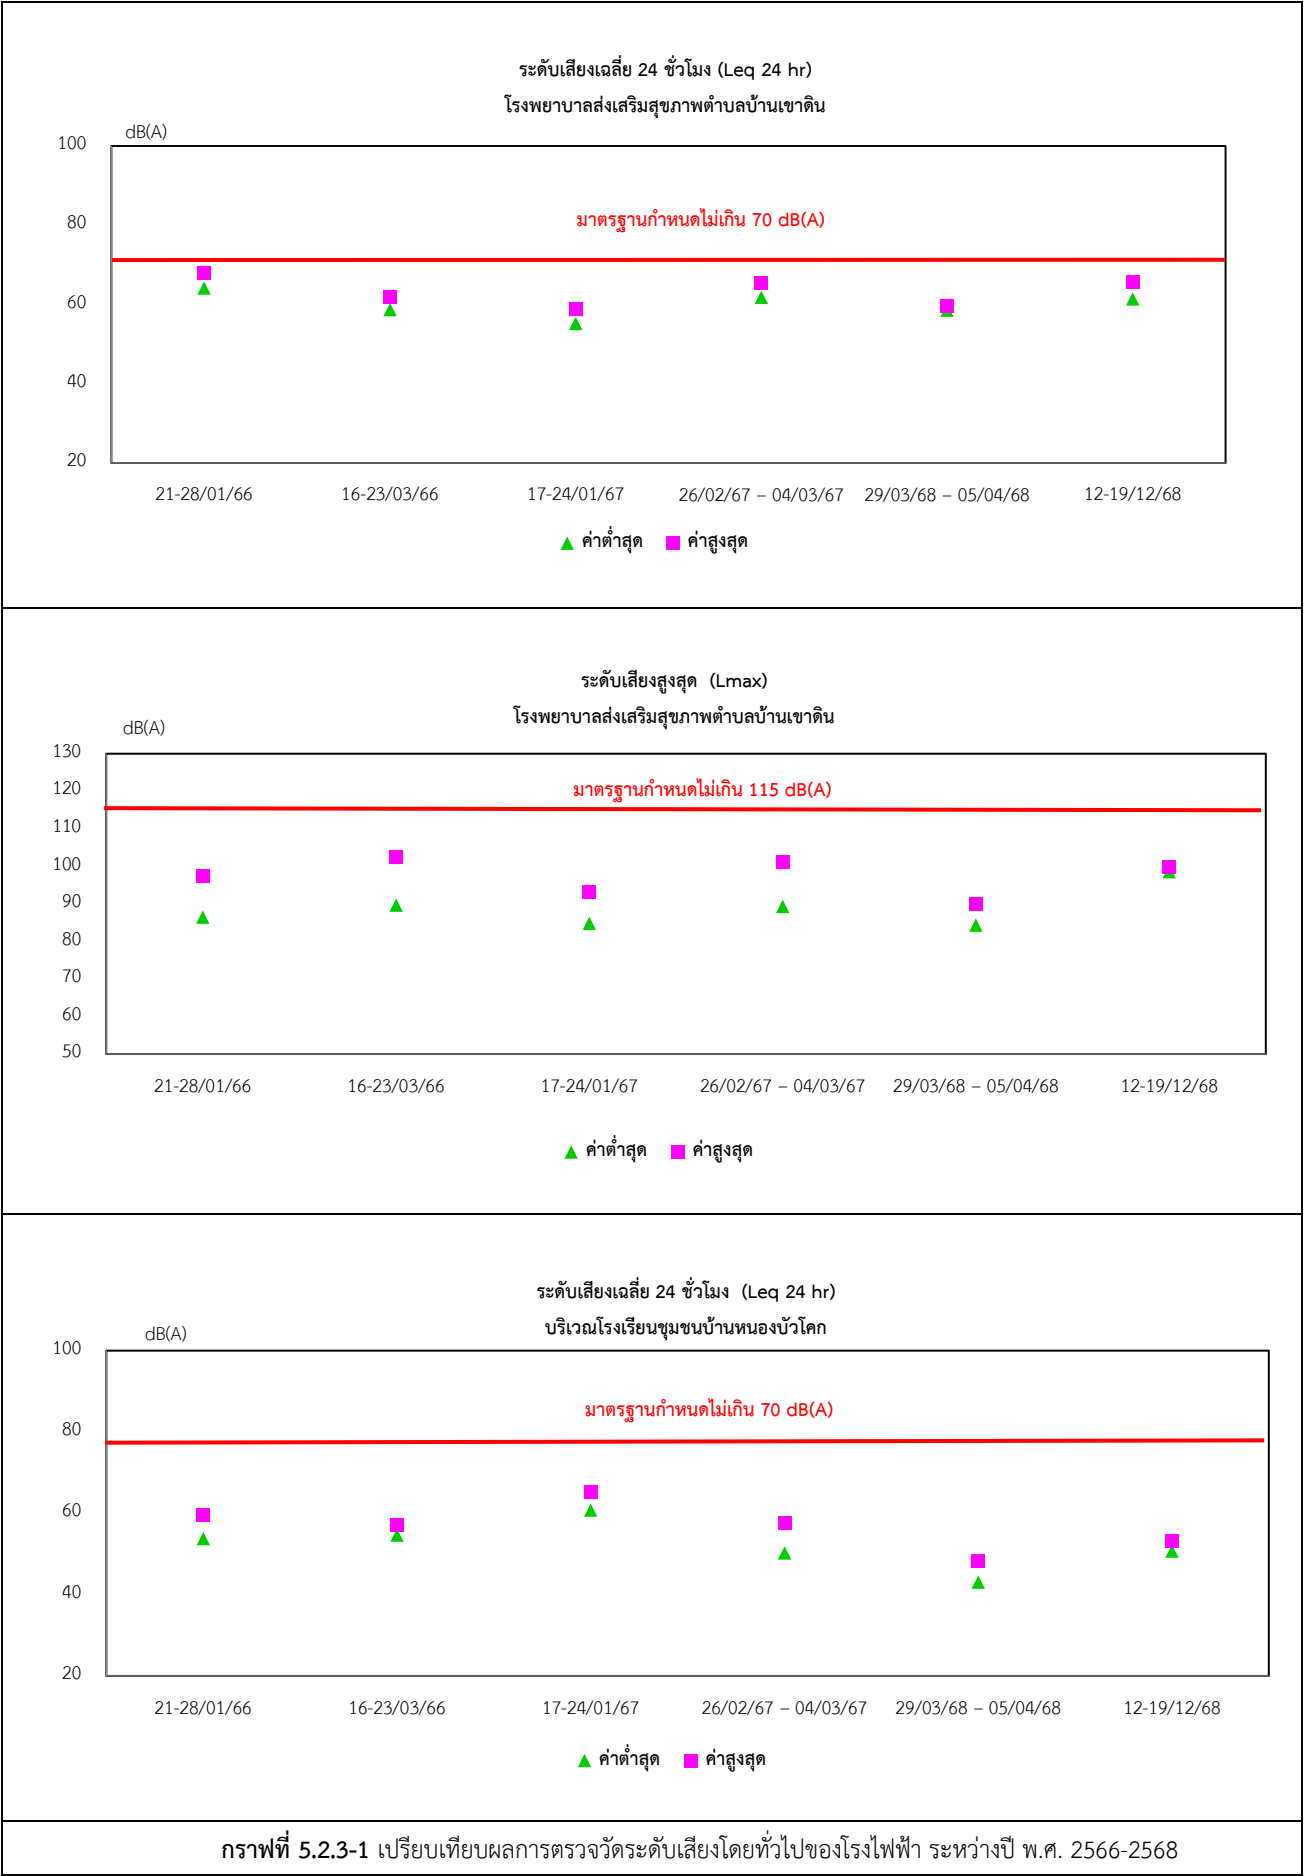 ระดับเสียงเฉลี่ย 24 ชั่วโมง (Leq 24 hr)
โรงพยาบาลส่งเสริมสุขภาพตำบลบ้านเขาดิน
dB(A)
100
80
60
40
20
มาตรฐานกำหนดไม่เกิน 70 dB(A)
21-28/01/66 16-23/03/66 17-24/01/67 26/02/67 – 04/03/67 29/03/68 – 05/04/68 12-19/12/68
ค่าต่ำสุด ค่าสูงสุด
ระดับเสียงสูงสุด (Lmax)
โรงพยาบาลส่งเสริมสุขภาพตำบลบ้านเขาดิน
dB(A)
130
120
110
100
90
80
70
60
50
มาตรฐานกำหนดไม่เกิน 115 dB(A)
21-28/01/66 16-23/03/66 17-24/01/67 26/02/67 – 04/03/67 29/03/68 – 05/04/68 12-19/12/68
ค่าต่ำสุด ค่าสูงสุด
ระดับเสียงเฉลี่ย 24 ชั่วโมง (Leq 24 hr)
บริเวณโรงเรียนชุมชนบ้านหนองบัวโคก
dB(A)
100
80
60
40
20
มาตรฐานกำหนดไม่เกิน 70 dB(A)
21-28/01/66 16-23/03/66 17-24/01/67 26/02/67 – 04/03/67 29/03/68 – 05/04/68 12-19/12/68
ค่าต่ำสุด ค่าสูงสุด
กราฟที่ 5.2.3-1 เปรียบเทียบผลการตรวจวัดระดับเสียงโดยทั่วไปของโรงไฟฟ้า ระหว่างปี พ.ศ. 2566-2568